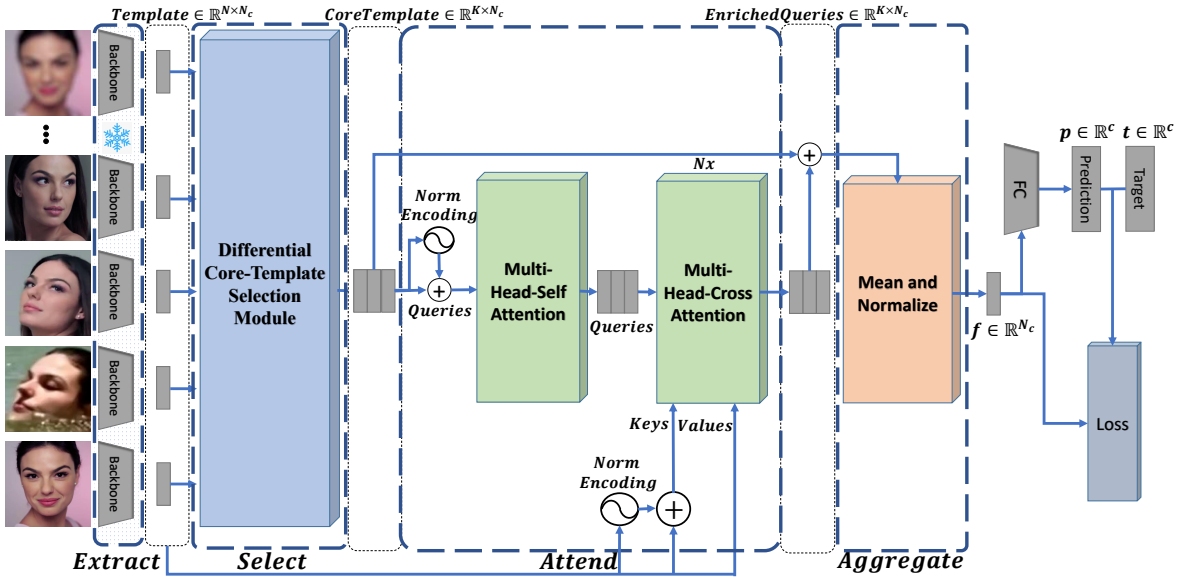 Template ∈ ℝ^{N×N_c}
CoreTemplate ∈ ℝ^{K×N_c}
EnrichedQueries ∈ ℝ^{K×N_c}
Backbone
Backbone
Backbone
Backbone
Backbone
Differential
Core-Template
Selection
Module
Norm
Encoding
Queries
Multi-
Head-Self
Attention
Queries
Nx
Multi-
Head-Cross
Attention
Keys
Values
Norm
Encoding
Mean and
Normalize
f ∈ ℝ^{N_c}
FC
p ∈ ℝ^c
t ∈ ℝ^c
Prediction
Target
Loss
Extract
Select
Attend
Aggregate